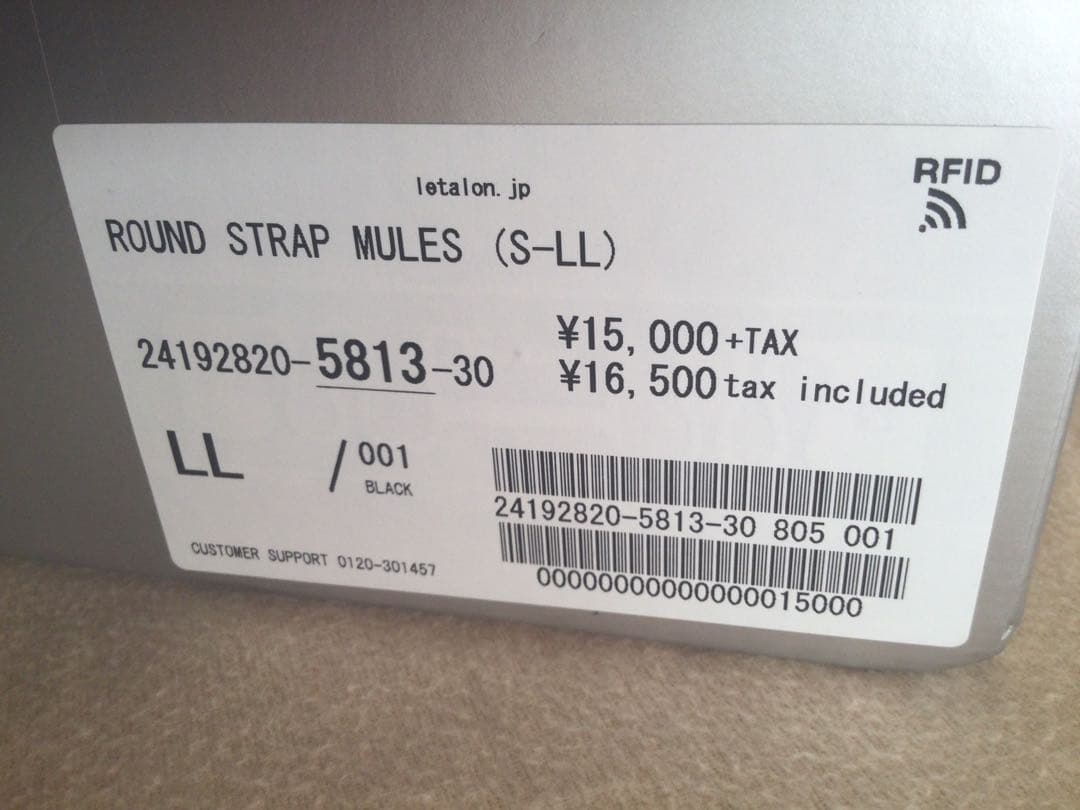 letalon.jp
RFID
ROUND STRAP MULES (S-LL)
24192820-5813-30
¥15,000+TAX
¥16,500tax included
LL / 001
BLACK
24192820-5813-30 805 001
00000000000000015000
CUSTOMER SUPPORT 0120-301457